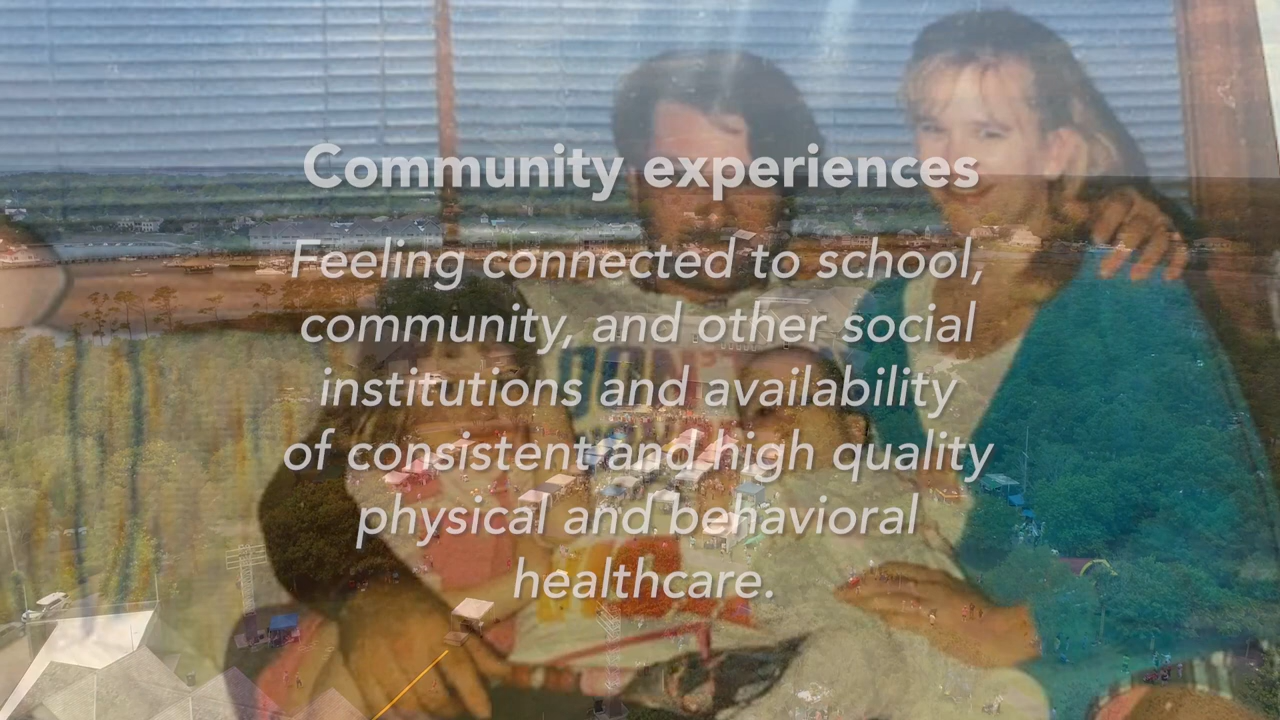 Community experiences
Feeling connected to school,
community, and other social
institutions and availability
of consistent and high quality
physical and behavioral
healthcare.